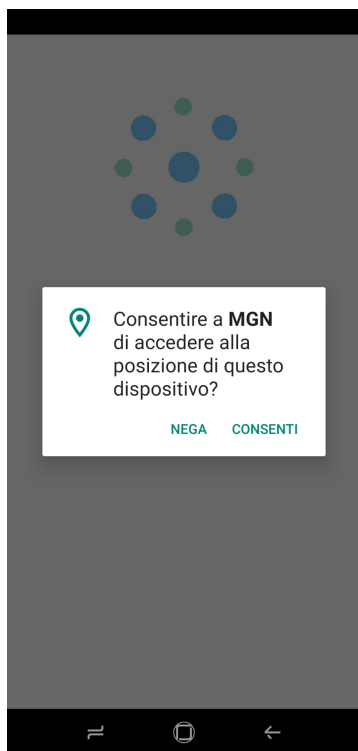 Consentire a MGN
di accedere alla
posizione di questo
dispositivo?
NEGA CONSENTI